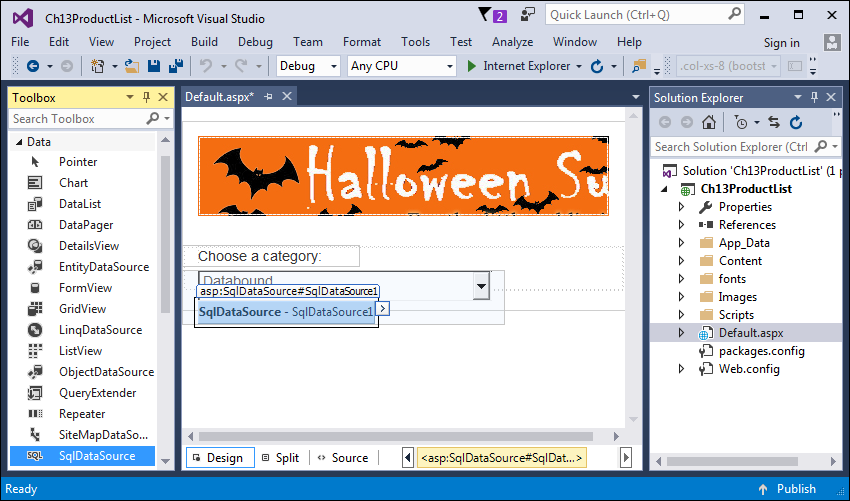 Ch13ProductList - Microsoft Visual Studio
2
Quick Launch (Ctrl+Q)
File Edit View Project Build Debug Team Format Tools Test Analyze Window Help Sign in
Debug Any CPU Internet Explorer .col-xs-8 (bootst
Toolbox
Search Toolbox
Data
Pointer
Chart
DataList
DataPager
DetailsView
EntityDataSource
FormView
GridView
LinqDataSource
ListView
ObjectDataSource
QueryExtender
Repeater
SiteMapDataSo...
SqlDataSource
Default.aspx*
Halloween Su
Choose a category:
Databound
asp:SqlDataSource#SqlDataSource1
SqlDataSource - SqlDataSource1
Design Split Source <asp:SqlDataSource#SqlDat...>
Solution Explorer
Search Solution Explorer (Ctrl
Solution 'Ch13ProductList' (1 p
Ch13ProductList
Properties
References
App_Data
Content
fonts
Images
Scripts
Default.aspx
packages.config
Web.config
Ready
Publish